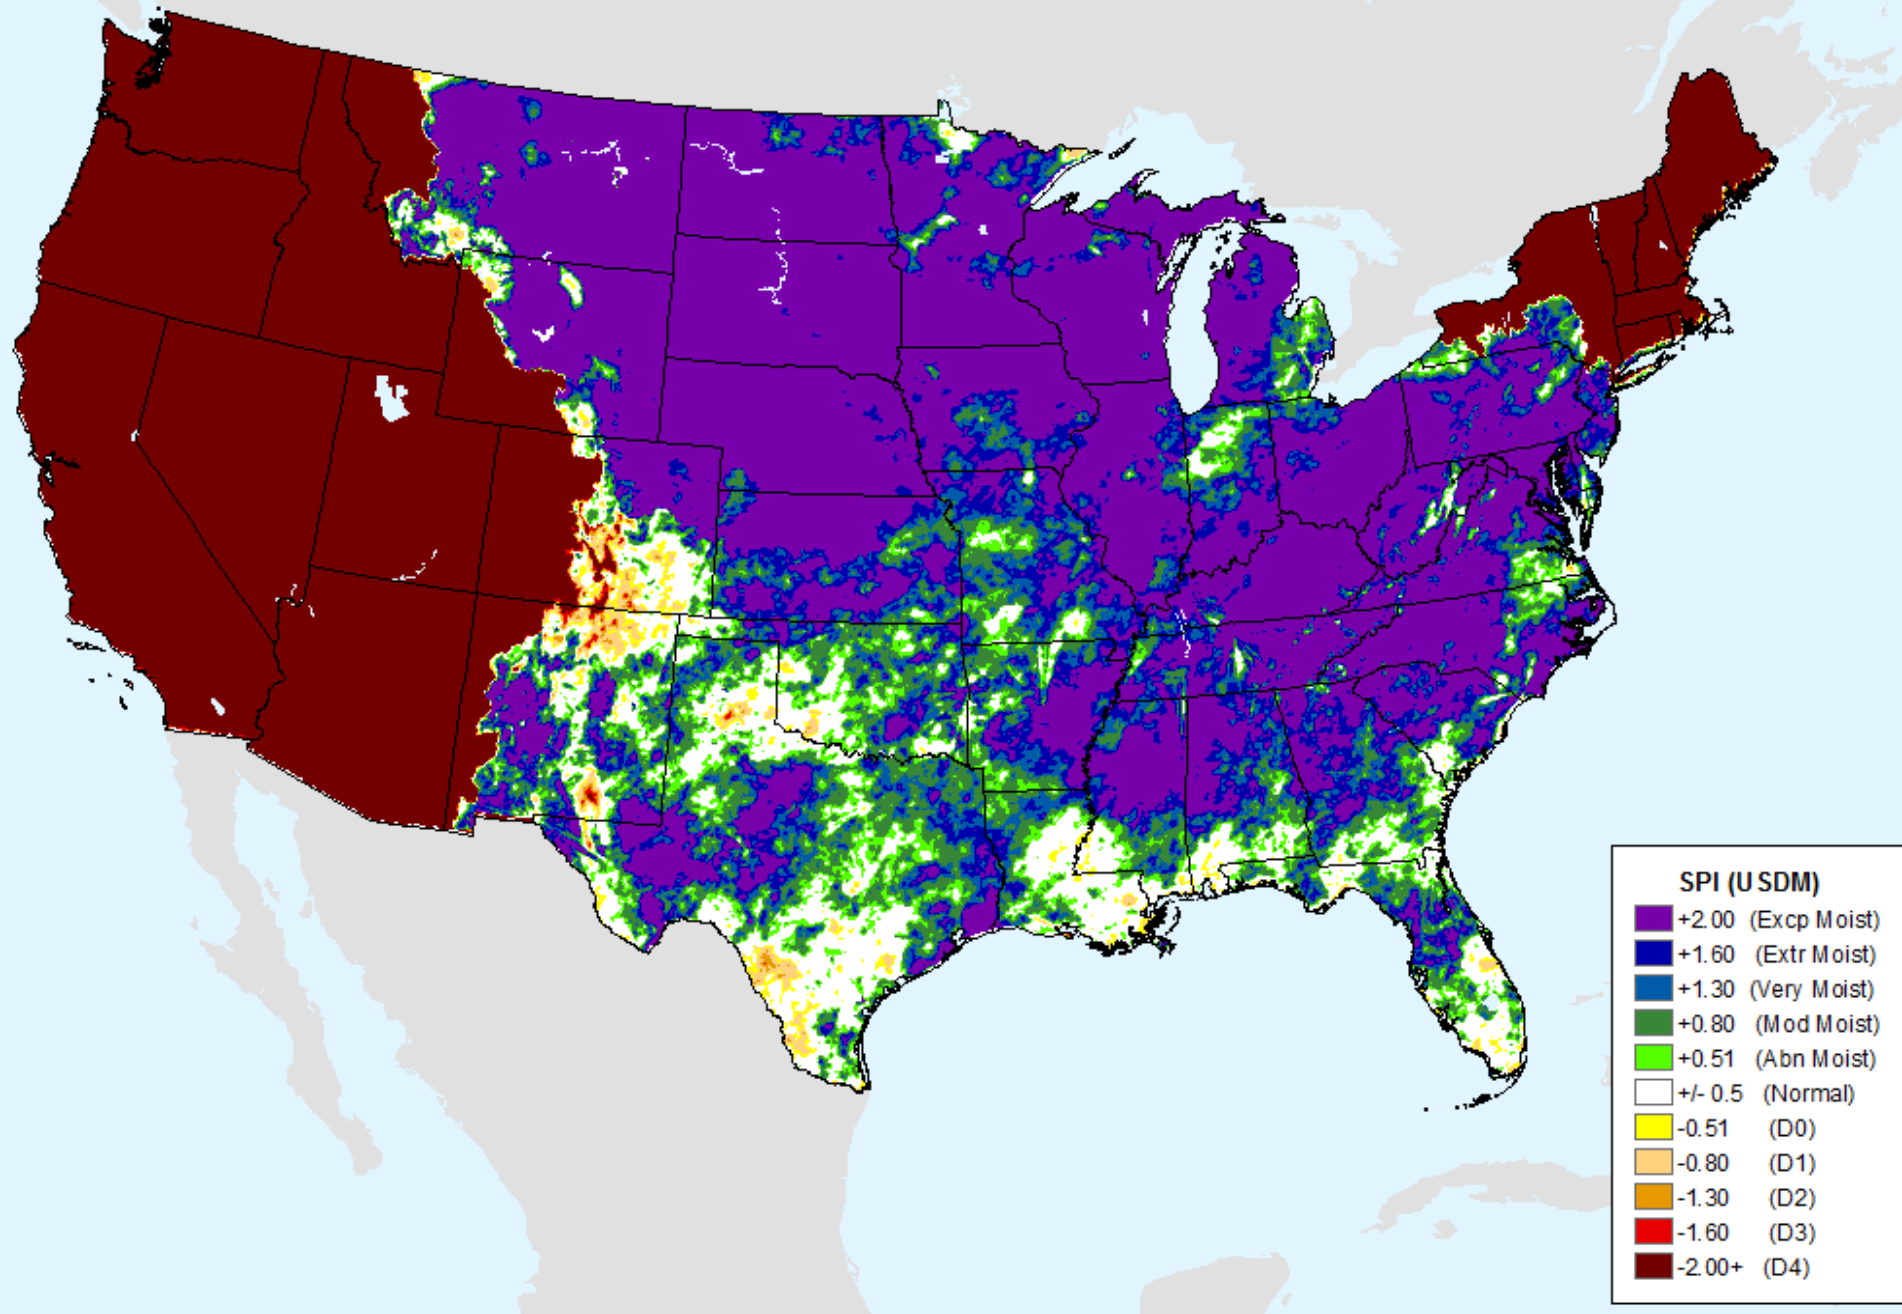 SPI (USDM)
+2.00 (Excp Moist)
+1.60 (Extr Moist)
+1.30 (Very Moist)
+0.80 (Mod Moist)
+0.51 (Abn Moist)
+/- 0.5 (Normal)
-0.51 (D0)
-0.80 (D1)
-1.30 (D2)
-1.60 (D3)
-2.00+ (D4)